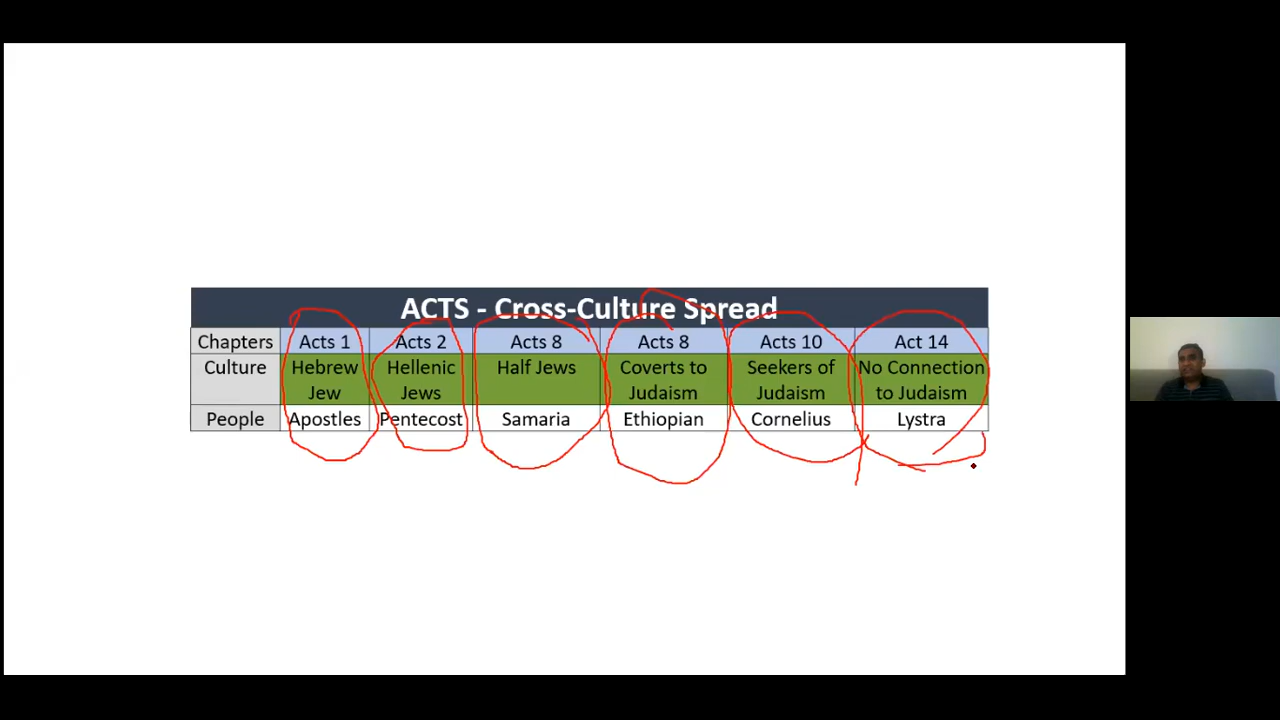 ACTS - Cross-Culture Spread
Chapters Acts 1 Acts 2 Acts 8 Acts 8 Acts 10 Act 14
Culture Hebrew Jew Hellenic Jews Half Jews Coverts to Judaism Seekers of Judaism No Connection to Judaism
People Apostles Pentecost Samaria Ethiopian Cornelius Lystra